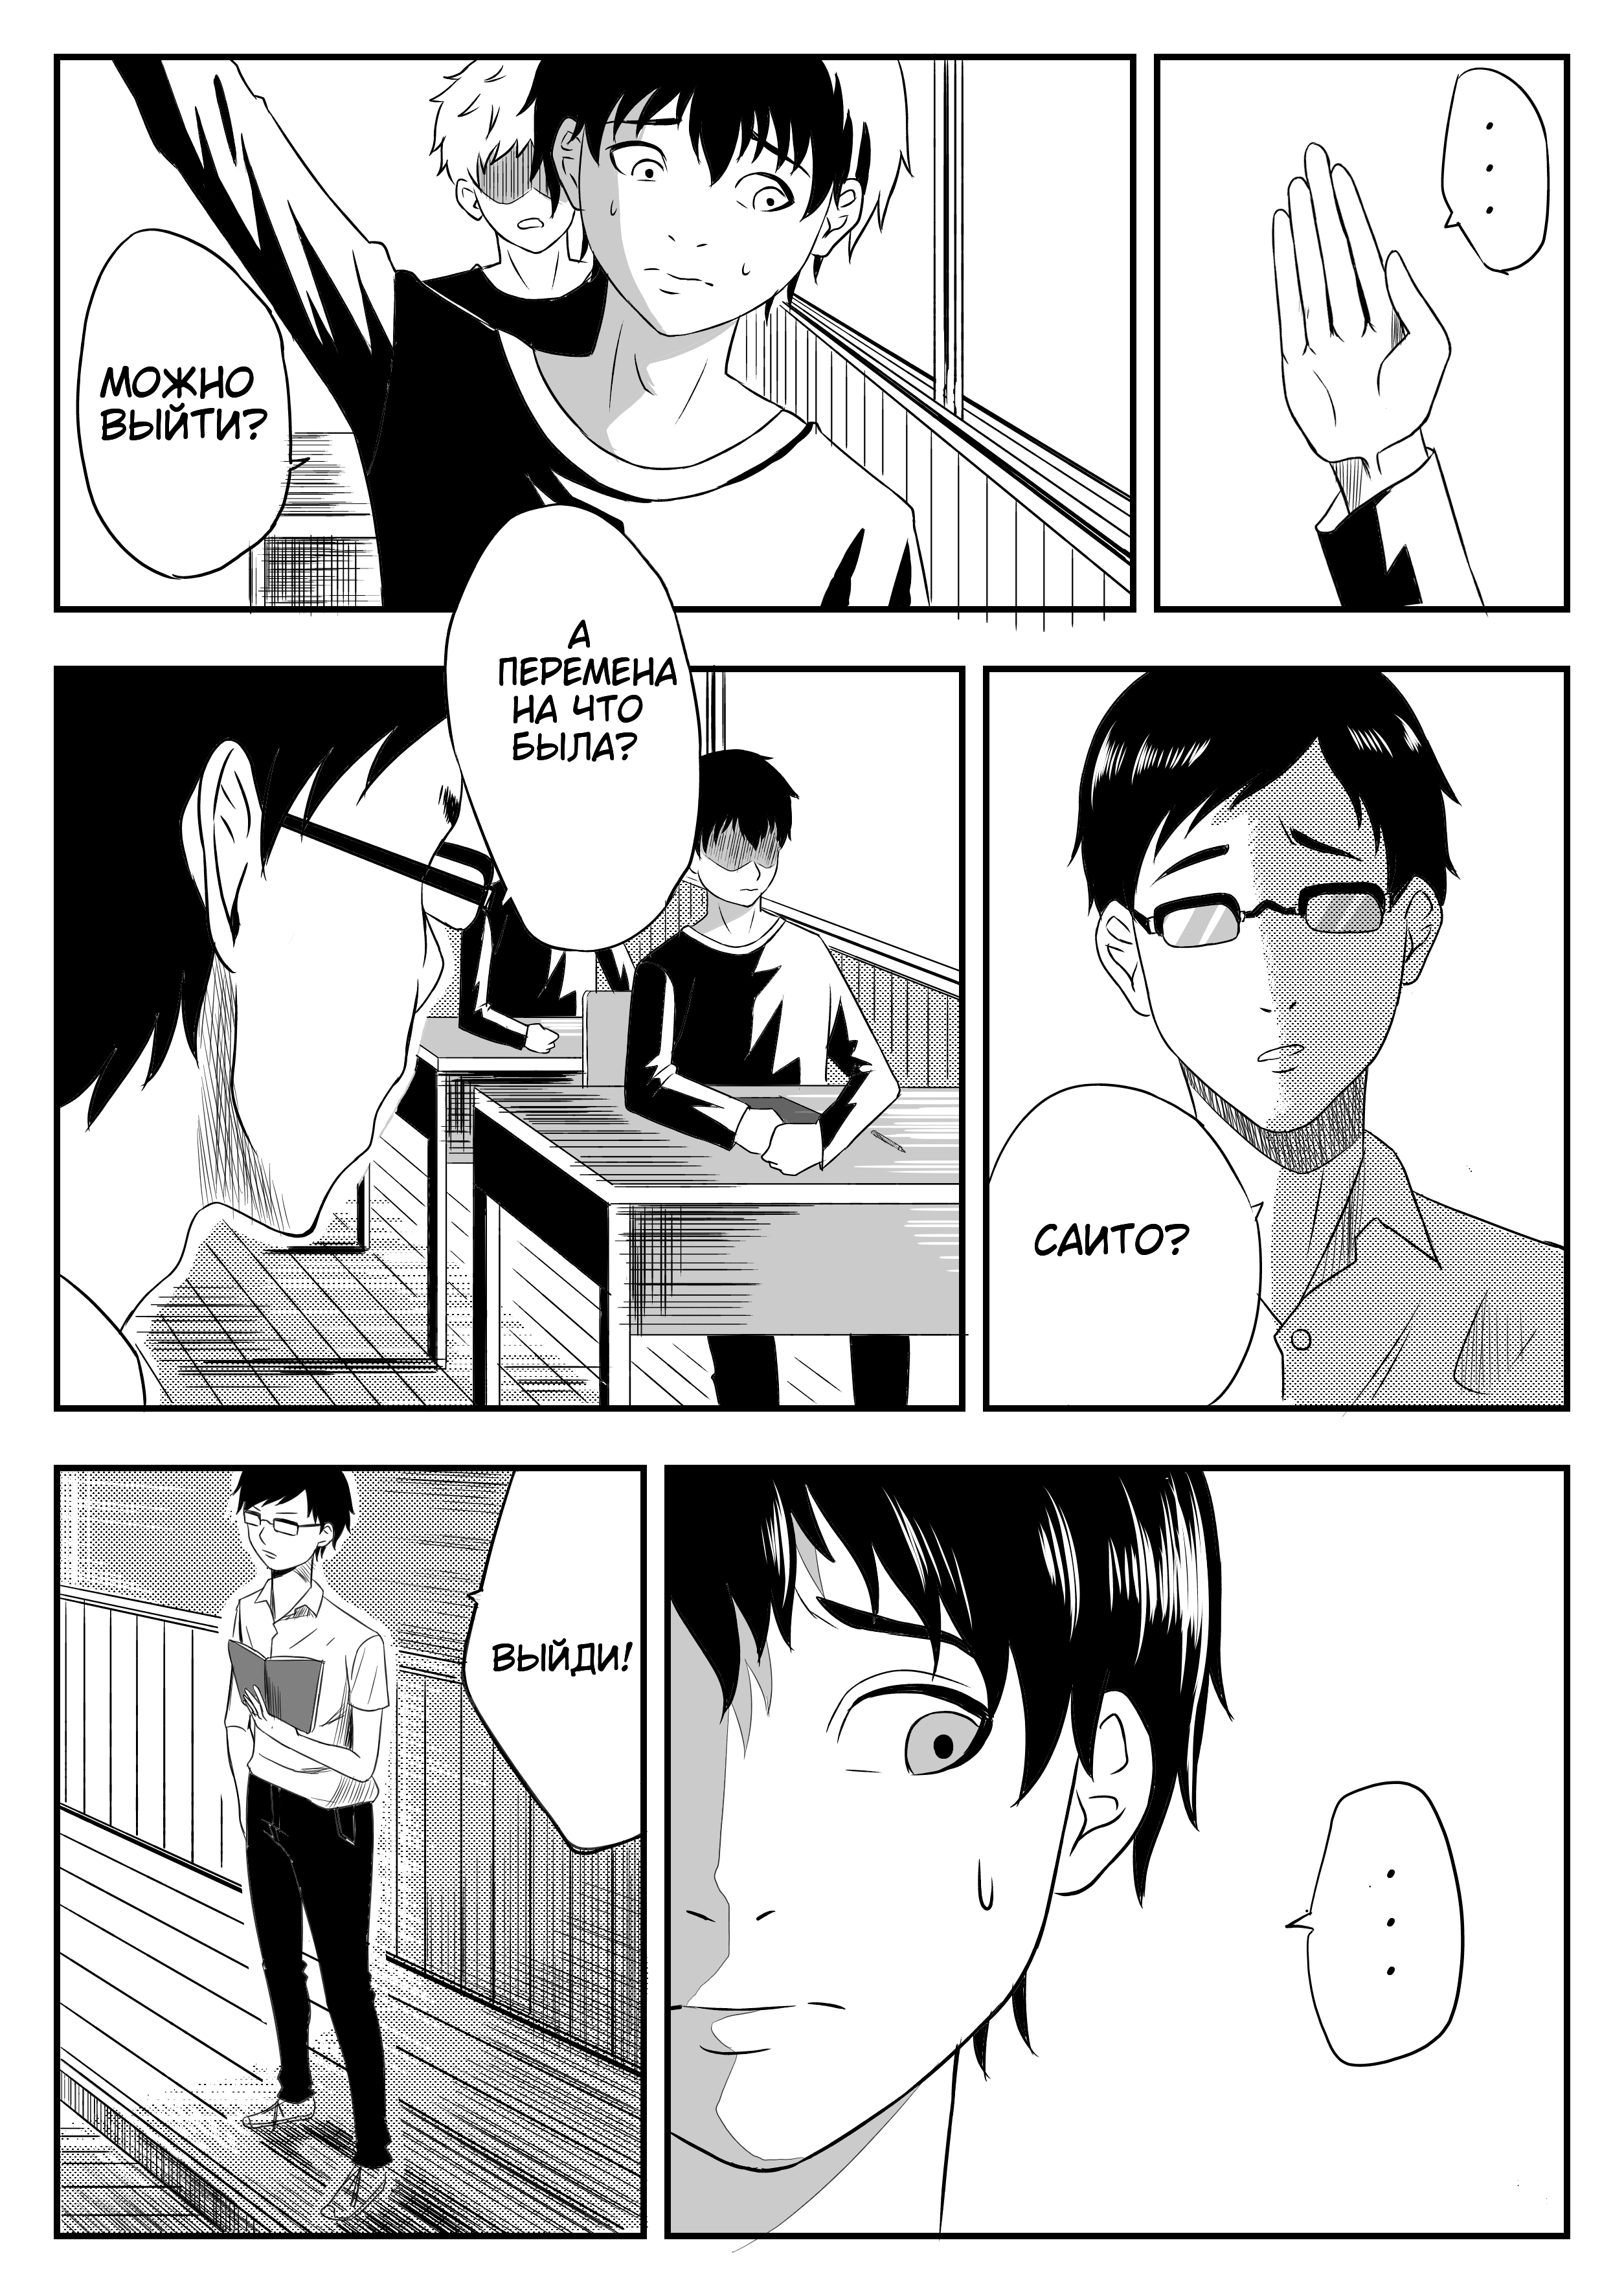 ...
МОЖНО
ВЫЙТИ?
САИТО?
А
ПЕРЕМЕНА
НА ЧТО
БЫЛА?
...
ВЫЙДИ!